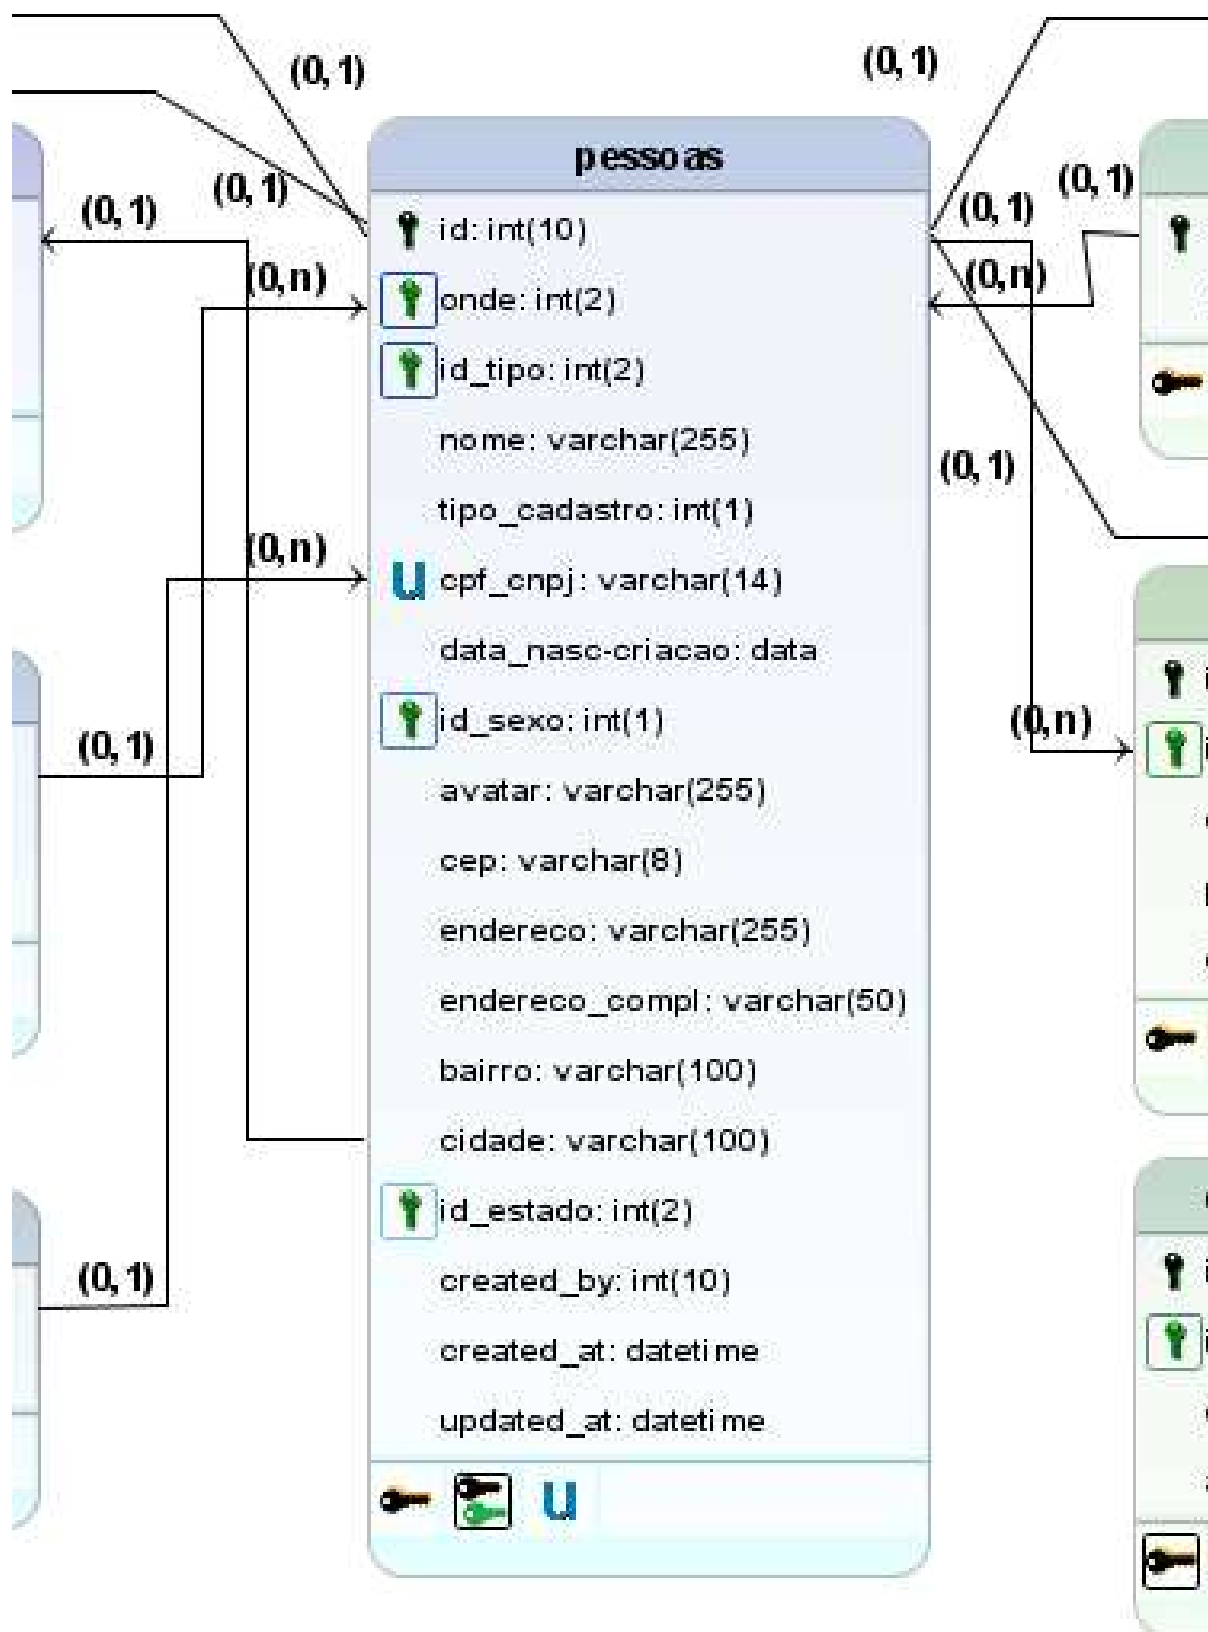 (0, 1)
(0, 1)
pessoas
(0, 1)
(0, 1)
(0, 1)
(0, 1)
id: int(10)
(0,n)
(0,n)
onde: int(2)
id_tipo: int(2)
nome: varchar(255)
(0, 1)
tipo_cadastro: int(1)
(0,n)
u cpf_cnpj: varchar(14)
data_nasc-criacao: data
id_sexo: int(1)
(0,n)
(0, 1)
avatar: varchar(255)
cep: varchar(8)
endereco: varchar(255)
endereco_compl: varchar(50)
bairro: varchar(100)
cidade: varchar(100)
id_estado: int(2)
(0, 1)
created_by: int(10)
created_at: datetime
updated_at: datetime
u